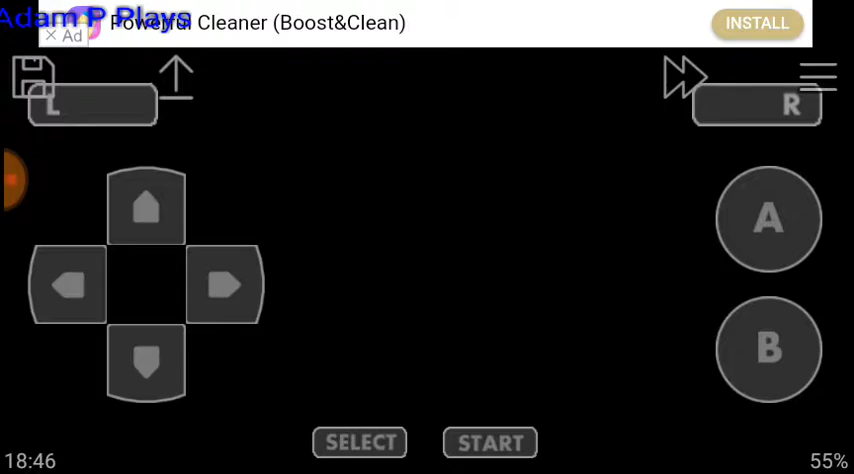 Adam P Plays
Powerful Cleaner (Boost&Clean)
INSTALL
Ad
L
R
A
B
SELECT
START
18:46
55%